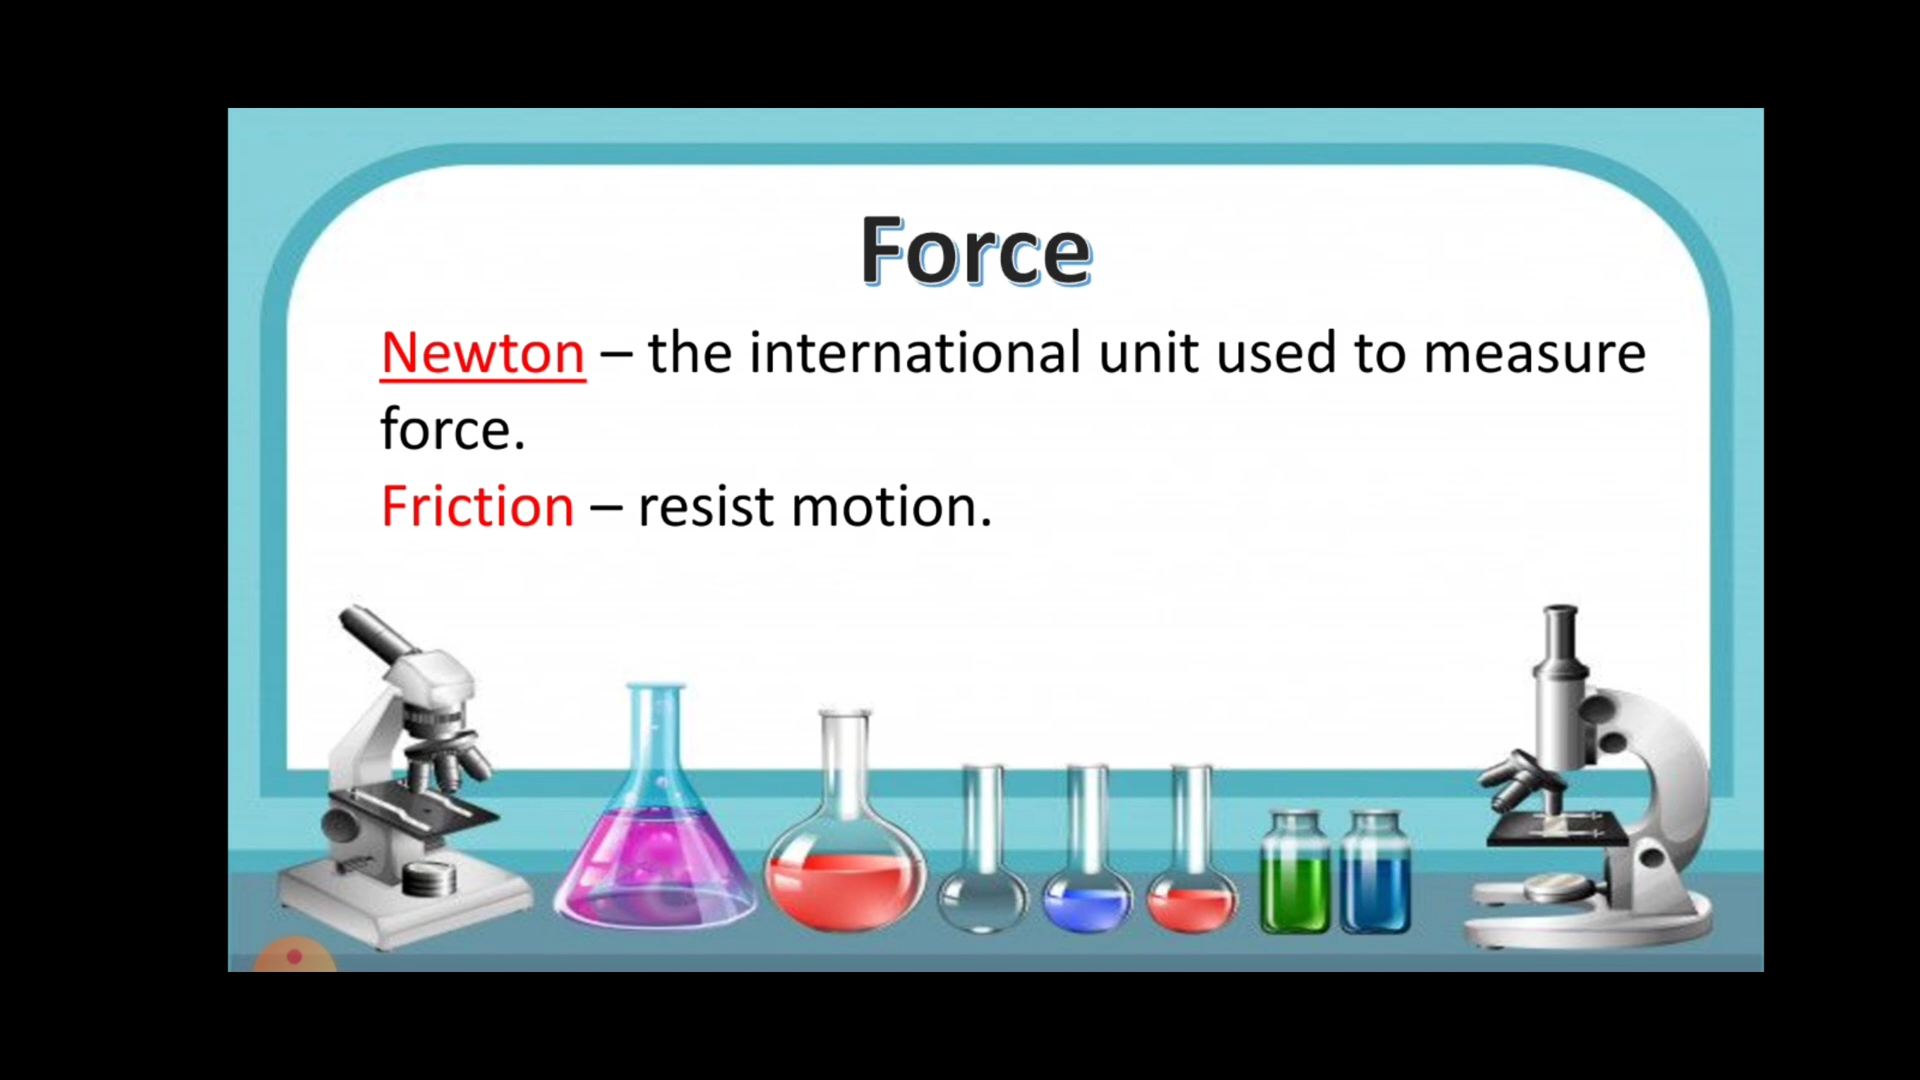 Force
Newton – the international unit used to measure
force.
Friction – resist motion.